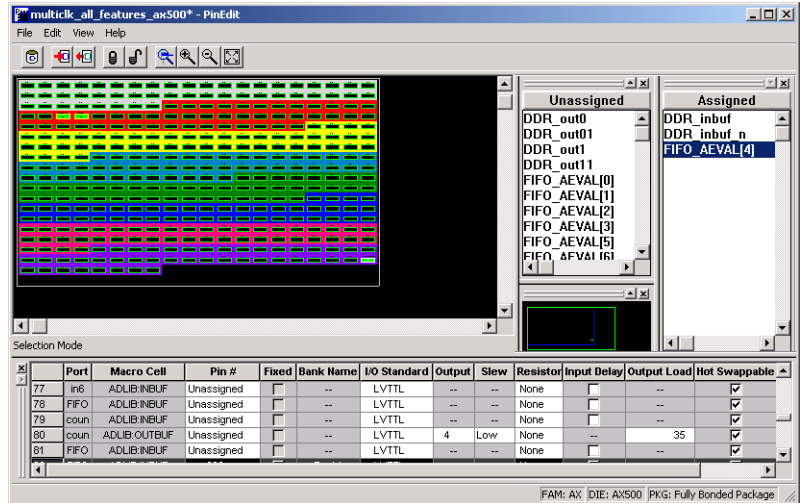 multiclk_all_features_ax500* - PinEdit
File Edit View Help
Unassigned
DDR_out0
DDR_out01
DDR_out1
DDR_out11
FIFO_AEVAL[0]
FIFO_AEVAL[1]
FIFO_AEVAL[2]
FIFO_AEVAL[3]
FIFO_AEVAL[5]
FIFO_AEVAL[6]
Assigned
DDR_inbuf
DDR_inbuf_n
FIFO_AEVAL[4]
Selection Mode
Port Macro Cell Pin # Fixed Bank Name I/O Standard Output Slew Resistor Input Delay Output Load Hot Swappable
77 in6 ADLIB:INBUF Unassigned -- LVTTL -- -- None --
78 FIFO ADLIB:INBUF Unassigned -- LVTTL -- -- None --
79 coun ADLIB:INBUF Unassigned -- LVTTL -- -- None --
80 coun ADLIB:OUTBUF Unassigned -- LVTTL 4 Low None -- 35
81 FIFO ADLIB:INBUF Unassigned -- LVTTL -- -- None --
FAM: AX DIE: AX500 PKG: Fully Bonded Package